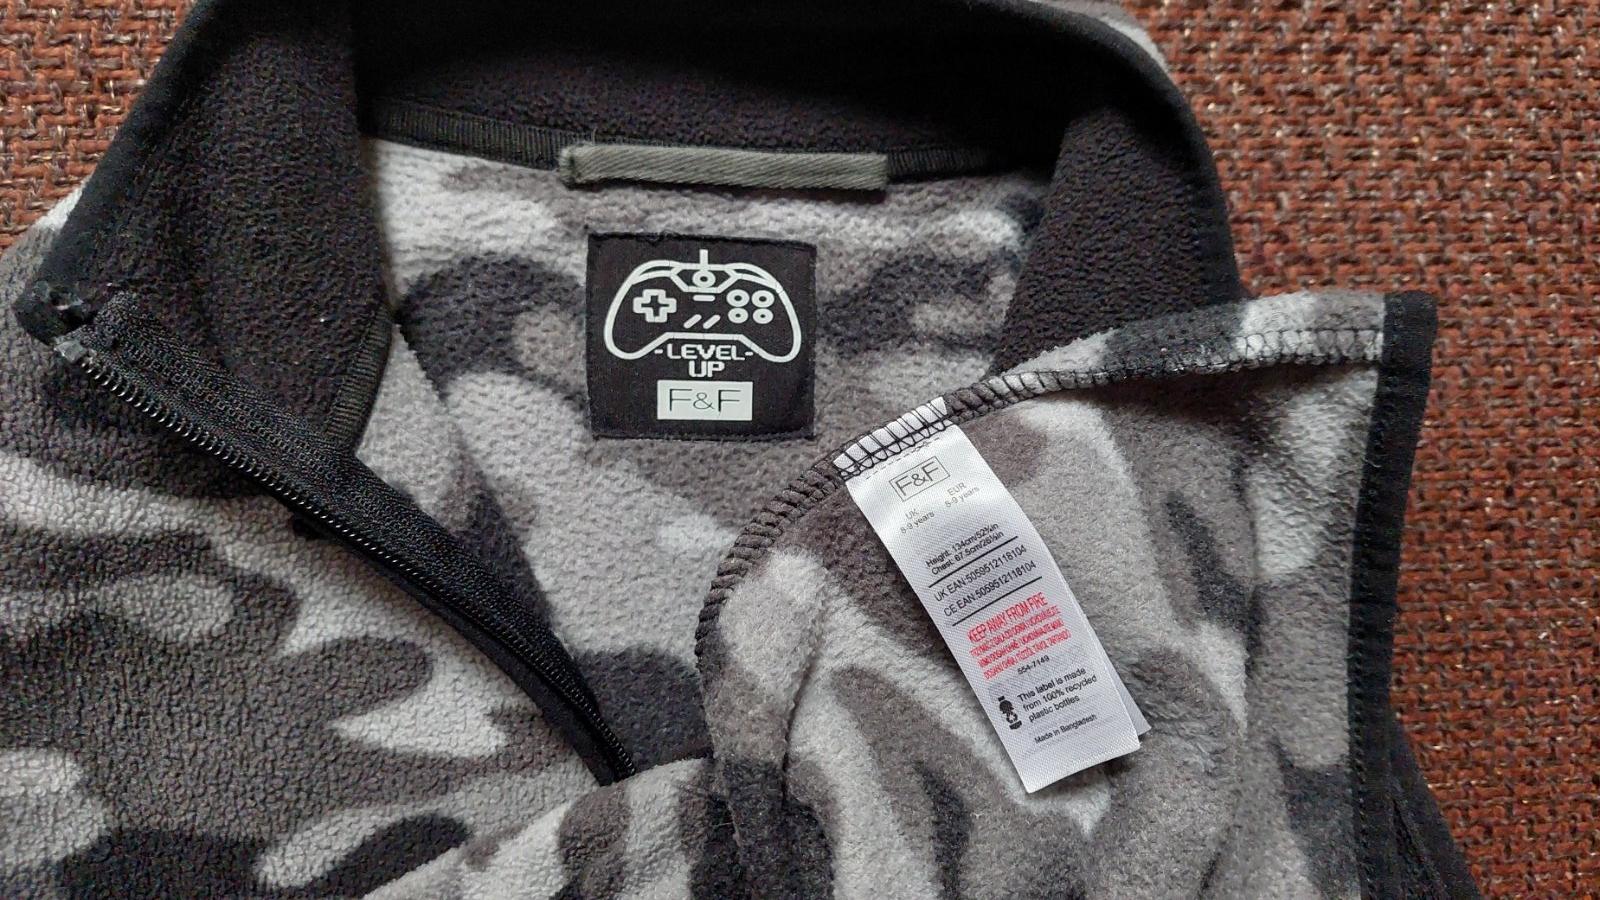 -LEVEL-
UP
F&F
F&F
UK EUR
8-9 years 8-9 years
Height: 134cm/52¾in
Chest: 67.5cm/26½in
UK EAN:5059512118104
CE EAN:5059512118104
KEEP AWAY FROM FIRE
554-7149
This label is made
from 100% recycled
plastic bottles
Made in Bangladesh